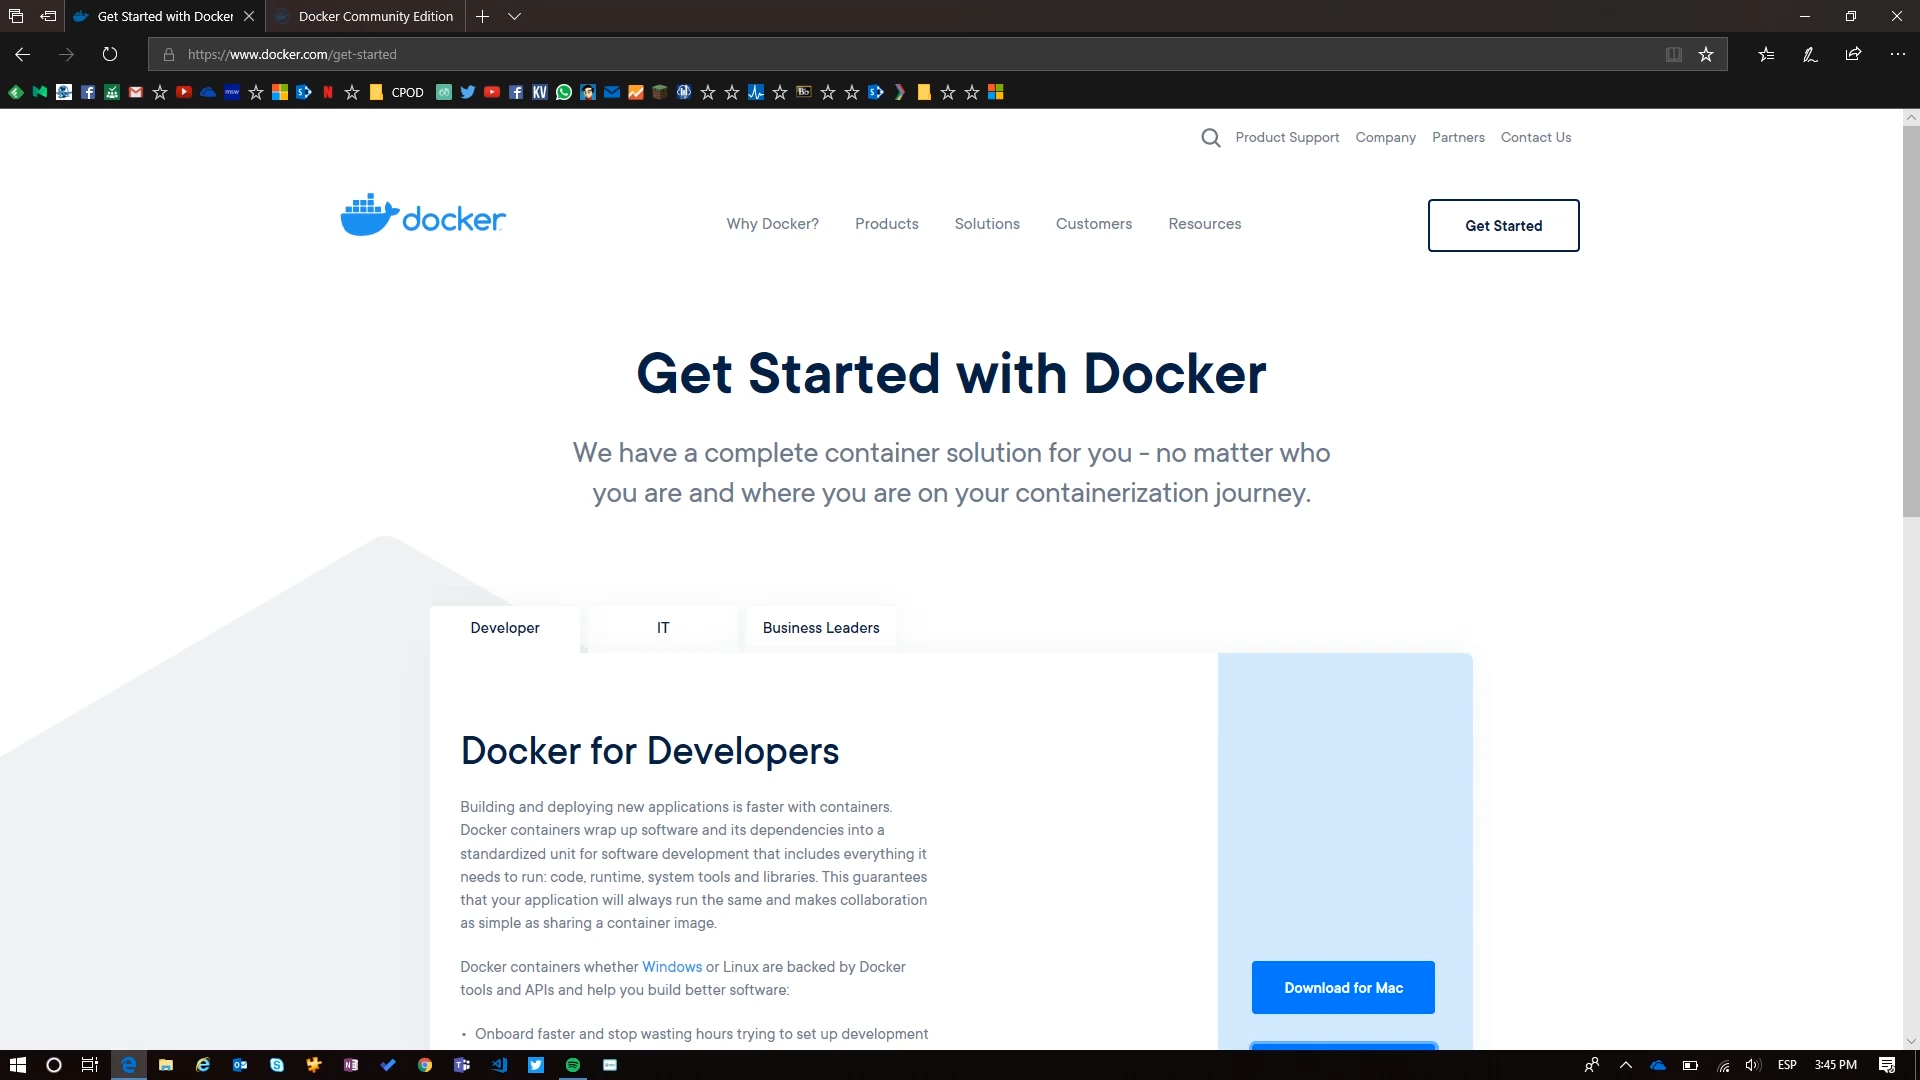 Get Started with Docker
Docker Community Edition
https://www.docker.com/get-started
CPOD
Product Support
Company
Partners
Contact Us
docker
Why Docker?
Products
Solutions
Customers
Resources
Get Started
Get Started with Docker
We have a complete container solution for you - no matter who
you are and where you are on your containerization journey.
Developer
IT
Business Leaders
Docker for Developers
Building and deploying new applications is faster with containers.
Docker containers wrap up software and its dependencies into a
standardized unit for software development that includes everything it
needs to run: code, runtime, system tools and libraries. This guarantees
that your application will always run the same and makes collaboration
as simple as sharing a container image.
Docker containers whether Windows or Linux are backed by Docker
tools and APIs and help you build better software:
• Onboard faster and stop wasting hours trying to set up development
Download for Mac
ESP
3:45 PM